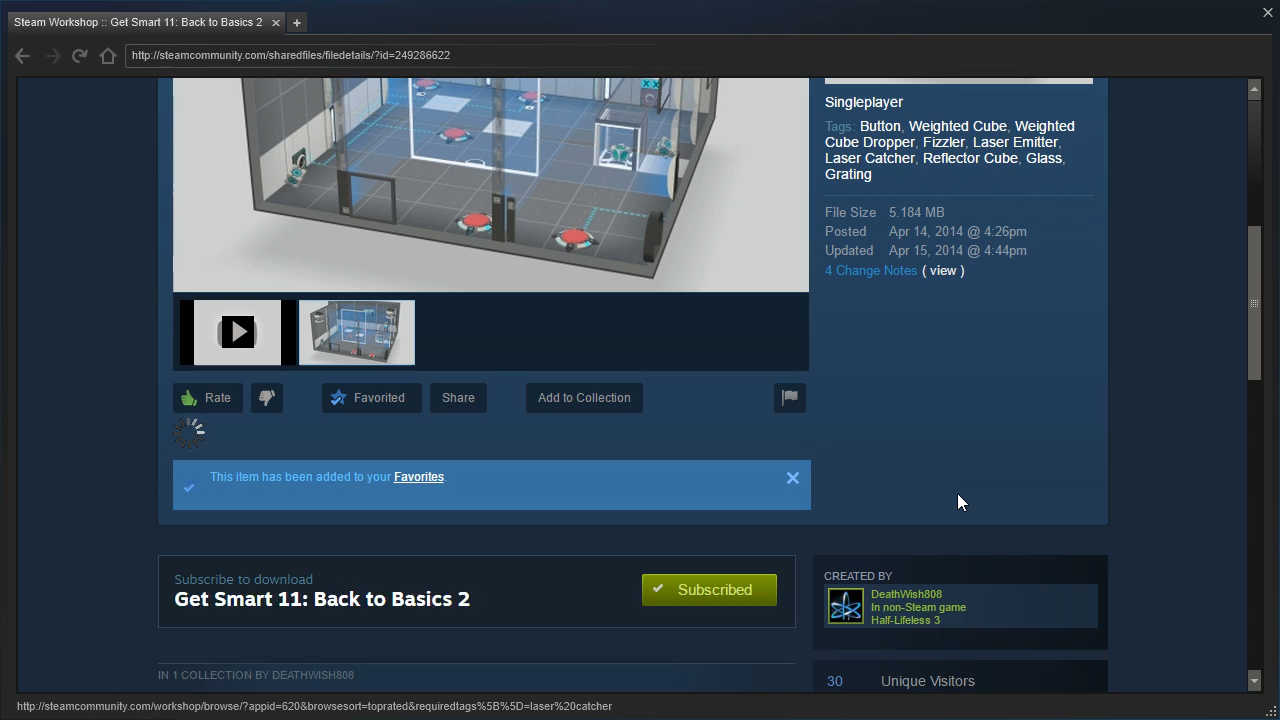 Steam Workshop :: Get Smart 11: Back to Basics 2
http://steamcommunity.com/sharedfiles/filedetails/?id=249286622
Singleplayer
Tags: Button, Weighted Cube, Weighted
Cube Dropper, Fizzler, Laser Emitter,
Laser Catcher, Reflector Cube, Glass,
Grating
File Size 5.184 MB
Posted Apr 14, 2014 @ 4:26pm
Updated Apr 15, 2014 @ 4:44pm
4 Change Notes ( view )
Rate
Favorited
Share
Add to Collection
This item has been added to your Favorites.
Subscribe to download
Get Smart 11: Back to Basics 2
Subscribed
CREATED BY
DeathWish808
In non-Steam game
Half-Lifeless 3
IN 1 COLLECTION BY DEATHWISH808
30 Unique Visitors
http://steamcommunity.com/workshop/browse/?appid=620&browsesort=toprated&requiredtags%5B%5D=laser%20catcher